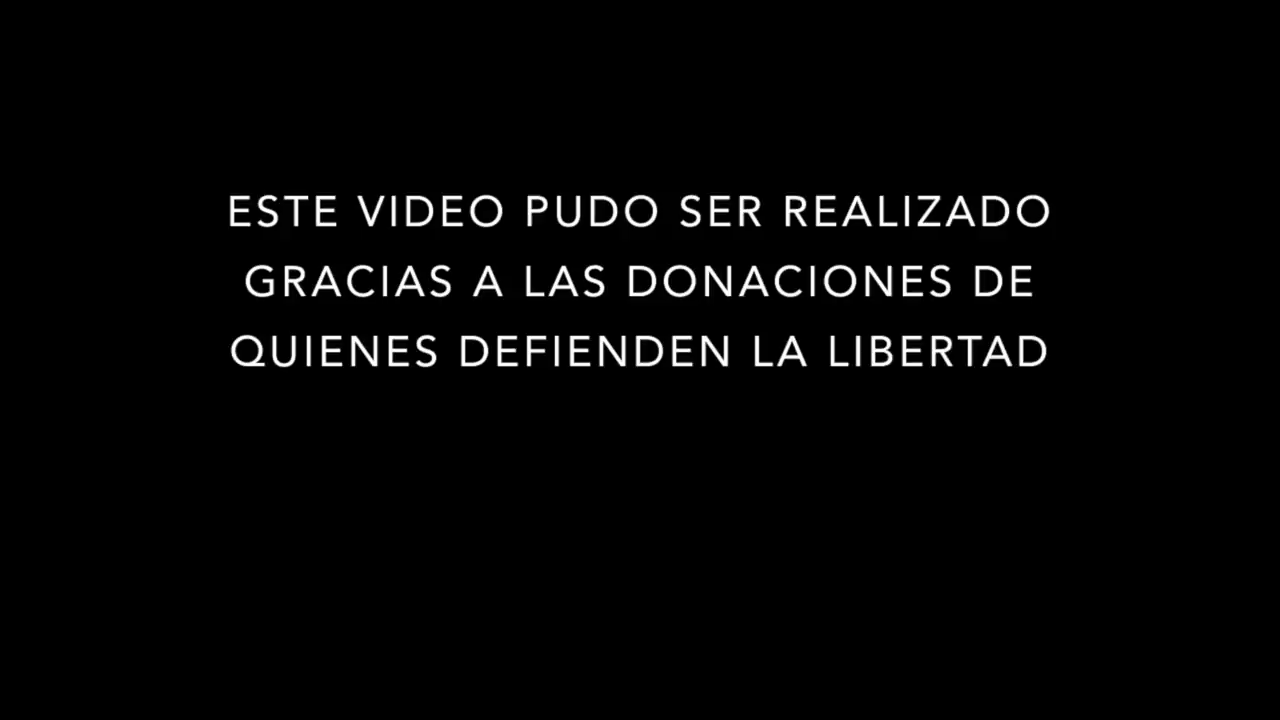 ESTE VIDEO PUDO SER REALIZADO
GRACIAS A LAS DONACIONES DE
QUIENES DEFIENDEN LA LIBERTAD